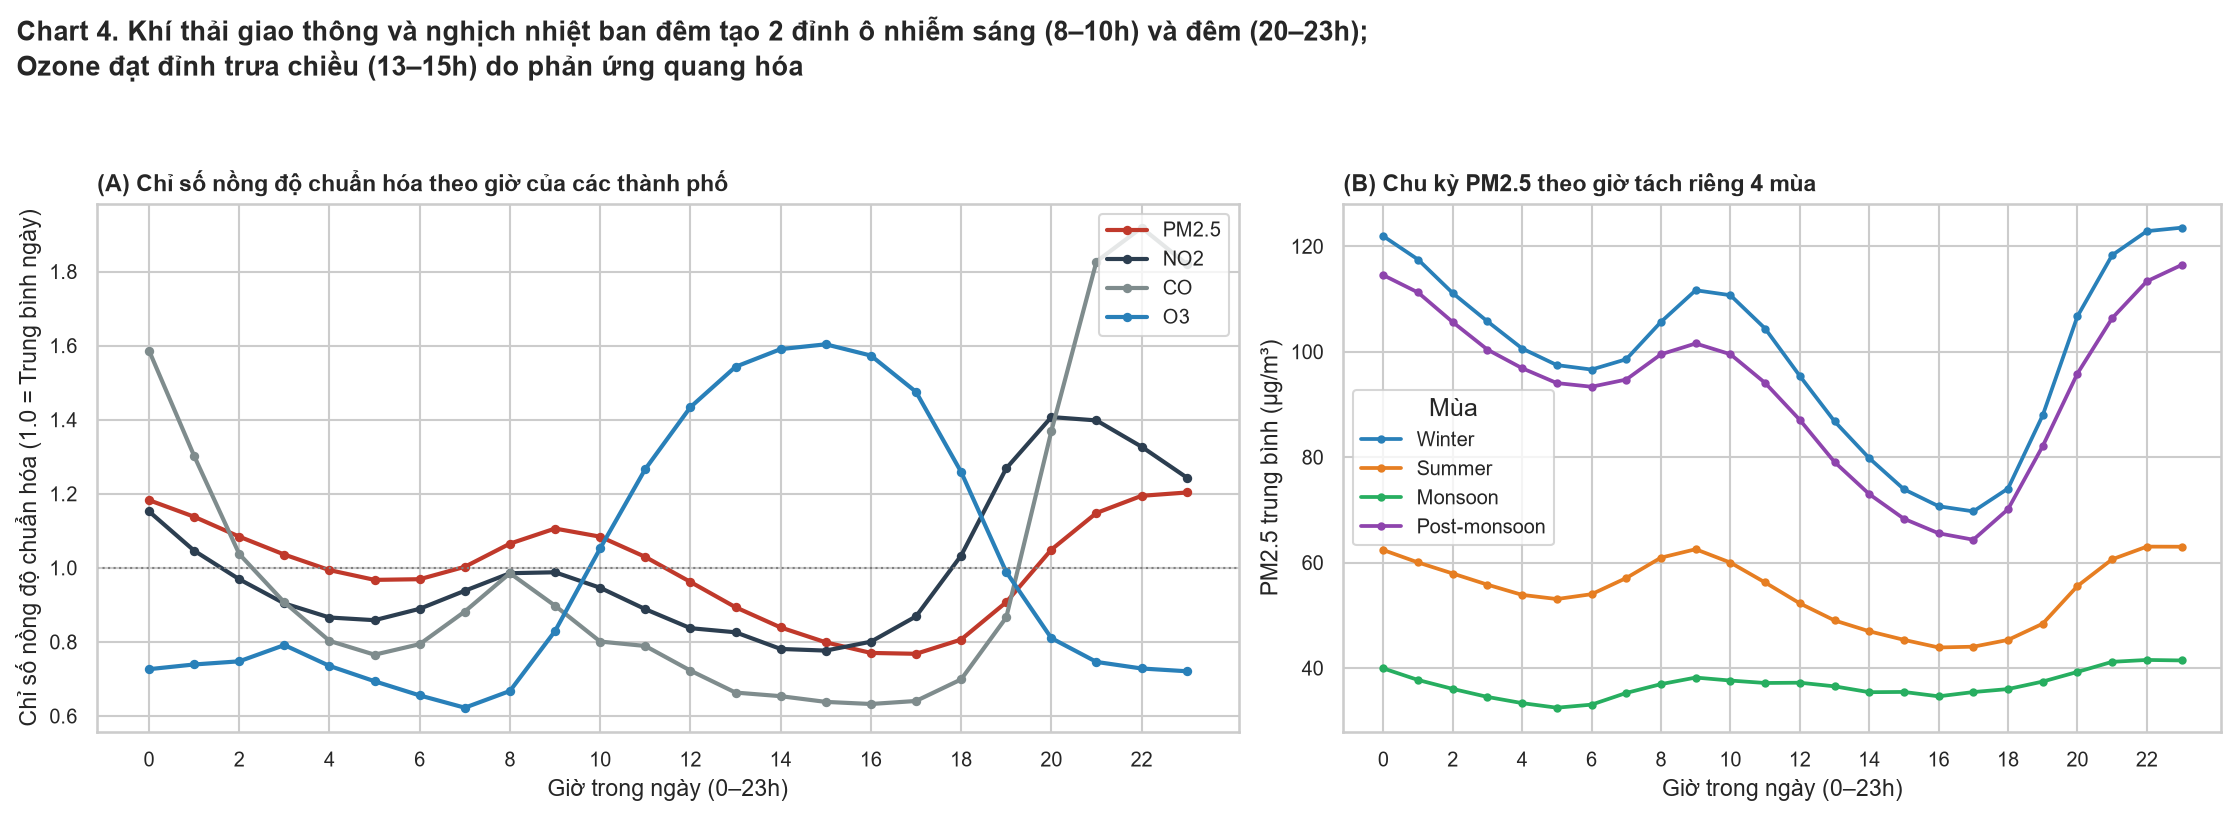 Chart 4. Khí thải giao thông và nghịch nhiệt ban đêm tạo 2 đỉnh ô nhiễm sáng (8–10h) và đêm (20–23h);
Ozone đạt đỉnh trưa chiều (13–15h) do phản ứng quang hóa
(A) Chỉ số nồng độ chuẩn hóa theo giờ của các thành phố
Chỉ số nồng độ chuẩn hóa (1.0 = Trung bình ngày)
1.8
1.6
1.4
1.2
1.0
0.8
0.6
PM2.5
NO2
CO
O3
0 2 4 6 8 10 12 14 16 18 20 22
Giờ trong ngày (0–23h)
(B) Chu kỳ PM2.5 theo giờ tách riêng 4 mùa
PM2.5 trung bình (µg/m³)
120
100
80
60
40
Mùa
Winter
Summer
Monsoon
Post-monsoon
0 2 4 6 8 10 12 14 16 18 20 22
Giờ trong ngày (0–23h)